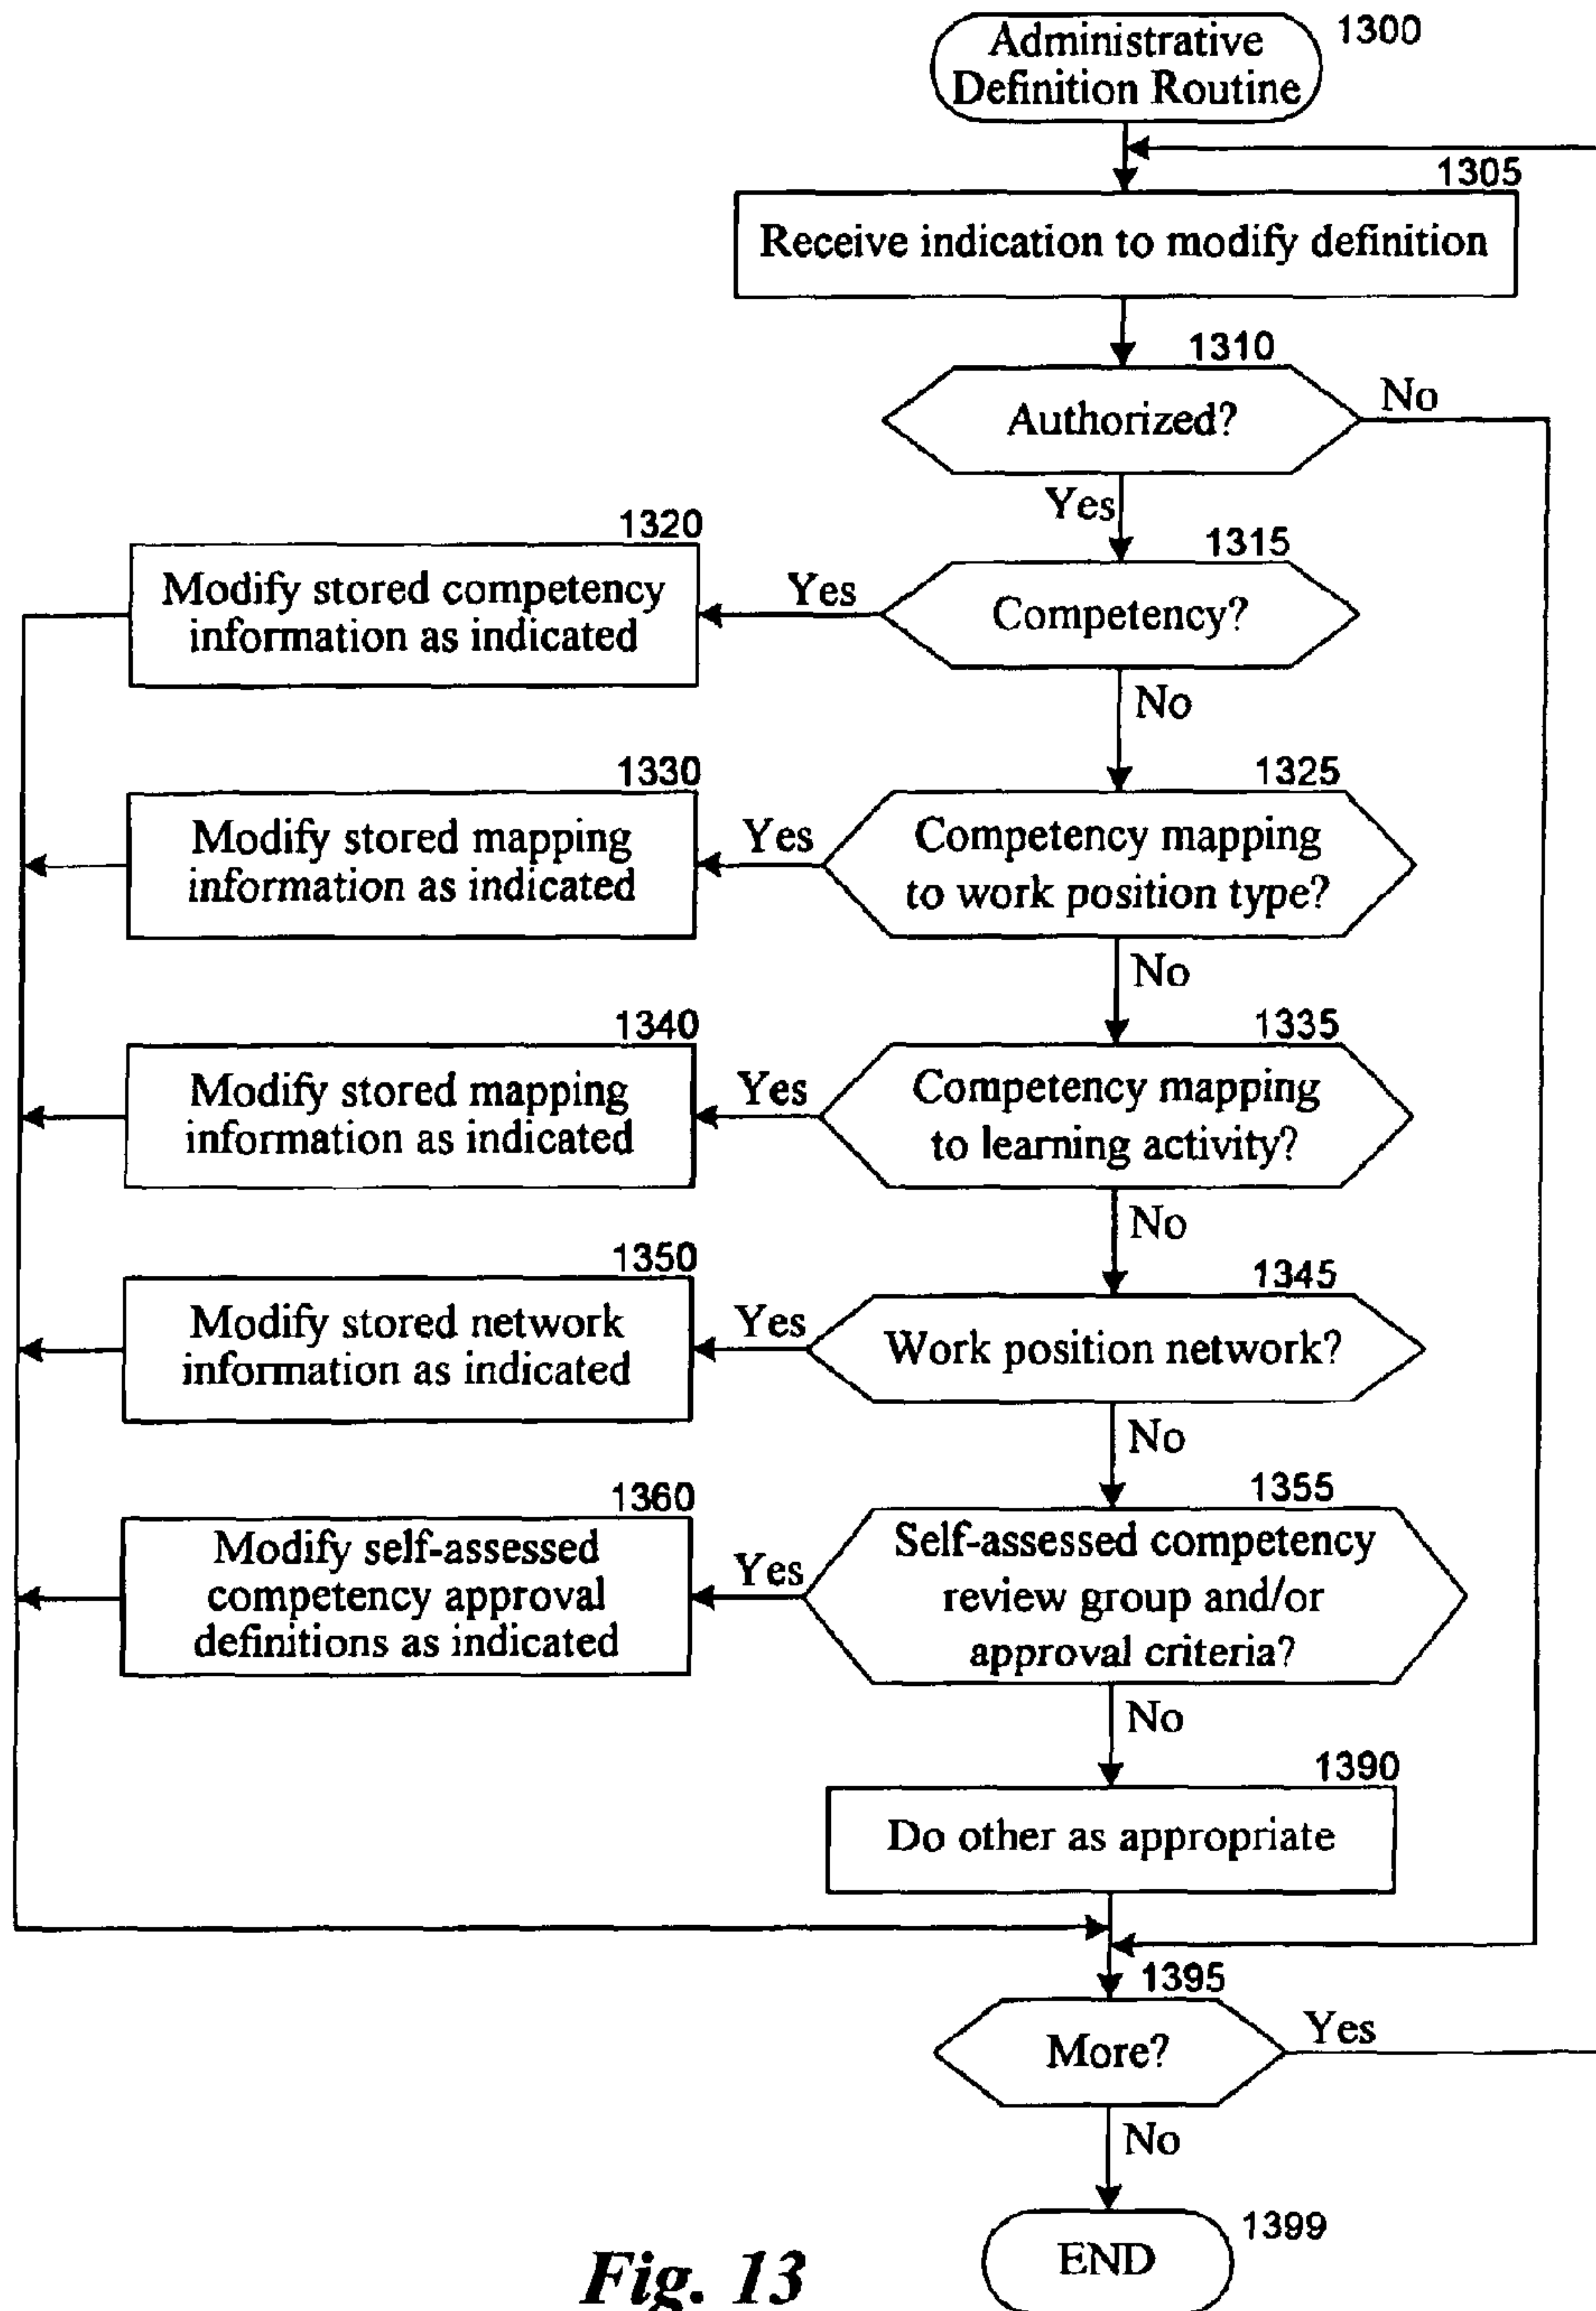 Administrative
Definition Routine
1300
1305
Receive indication to modify definition
1310
Authorized?
No
Yes
1320
Modify stored competency
information as indicated
Yes
1315
Competency?
No
1330
Modify stored mapping
information as indicated
Yes
1325
Competency mapping
to work position type?
No
1340
Modify stored mapping
information as indicated
Yes
1335
Competency mapping
to learning activity?
No
1350
Modify stored network
information as indicated
Yes
1345
Work position network?
No
1360
Modify self-assessed
competency approval
definitions as indicated
Yes
1355
Self-assessed competency
review group and/or
approval criteria?
No
1390
Do other as appropriate
1395
More?
Yes
No
1399
END
Fig. 13